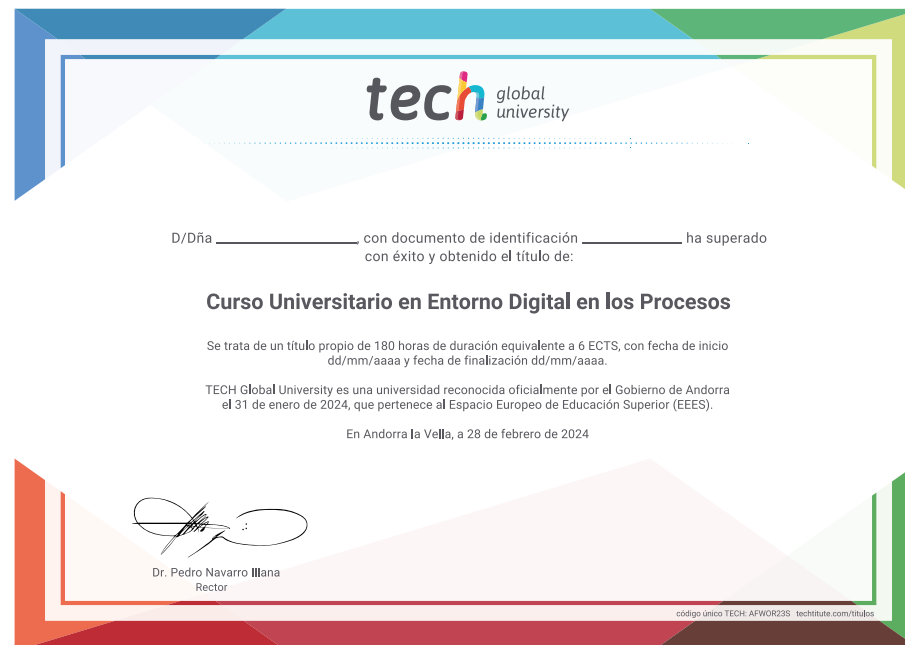 tech global university
D/Dña ______________, con documento de identificación __________ ha superado
con éxito y obtenido el título de:
Curso Universitario en Entorno Digital en los Procesos
Se trata de un título propio de 180 horas de duración equivalente a 6 ECTS, con fecha de inicio
dd/mm/aaaa y fecha de finalización dd/mm/aaaa.
TECH Global University es una universidad reconocida oficialmente por el Gobierno de Andorra
el 31 de enero de 2024, que pertenece al Espacio Europeo de Educación Superior (EEES).
En Andorra la Vella, a 28 de febrero de 2024
Dr. Pedro Navarro Illana
Rector
código único TECH: AFWOR23S techtitute.com/titulos